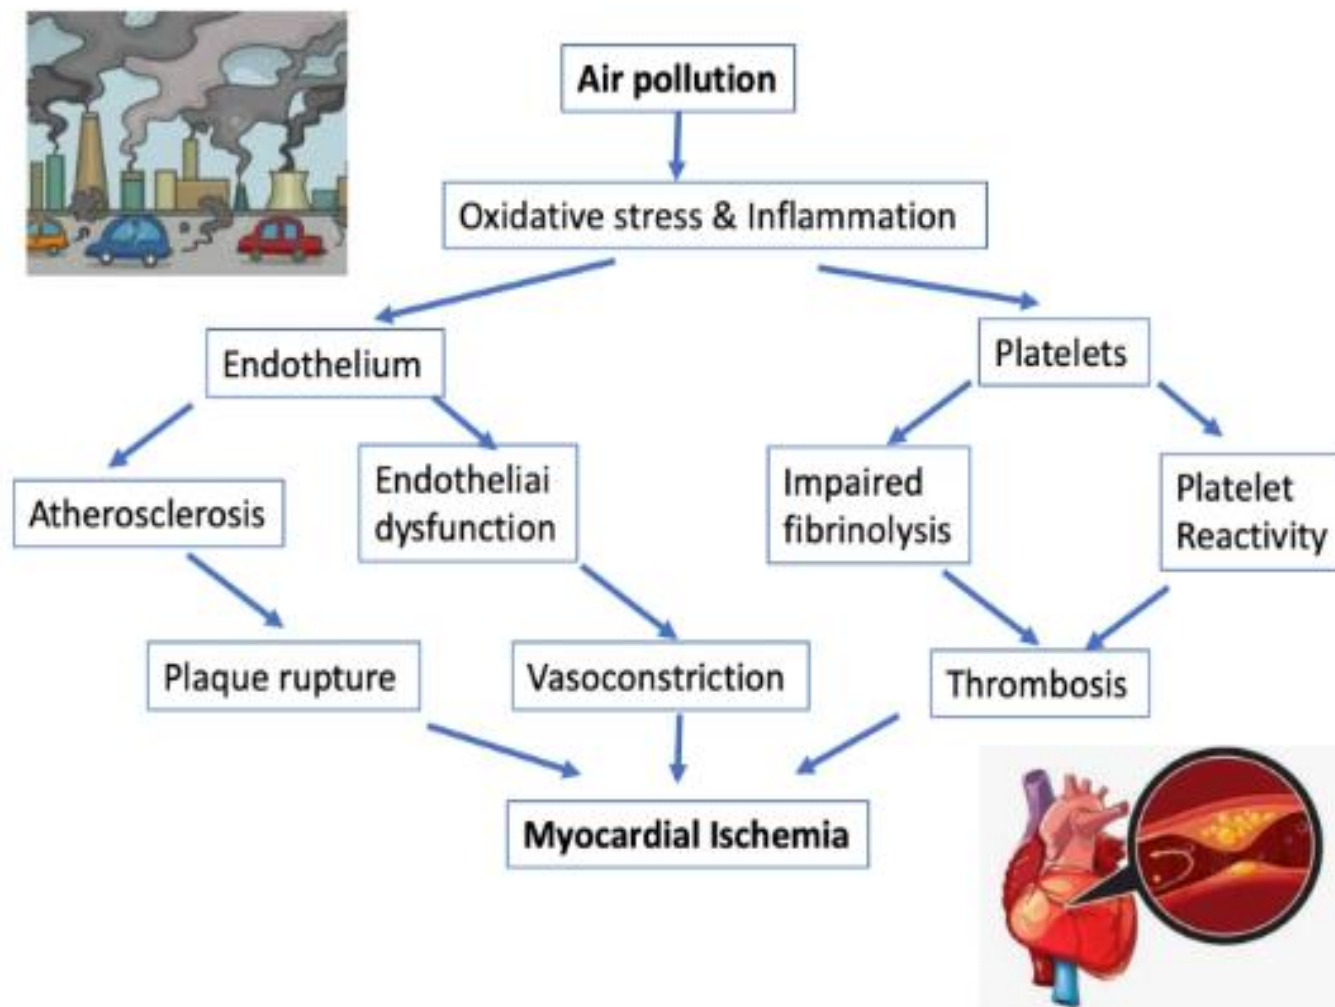 Air pollution
Oxidative stress & Inflammation
Endothelium
Platelets
Atherosclerosis
Endotheliai
dysfunction
Impaired
fibrinolysis
Platelet
Reactivity
Plaque rupture
Vasoconstriction
Thrombosis
Myocardial Ischemia